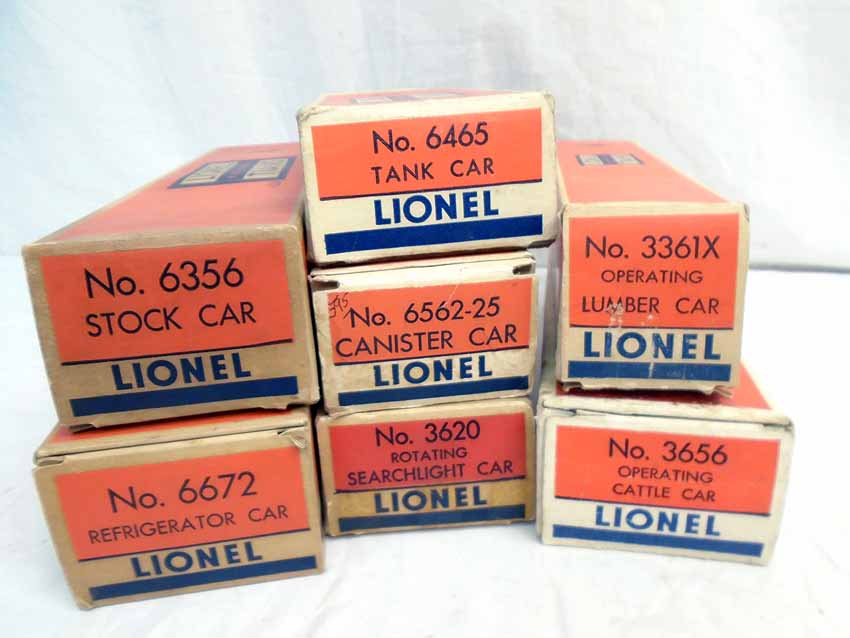 No. 6465
TANK CAR
LIONEL
No. 6356
STOCK CAR
LIONEL
No. 6562-25
CANISTER CAR
LIONEL
No. 3361X
OPERATING
LUMBER CAR
LIONEL
No. 6672
REFRIGERATOR CAR
LIONEL
No. 3620
ROTATING
SEARCHLIGHT CAR
LIONEL
No. 3656
OPERATING
CATTLE CAR
LIONEL